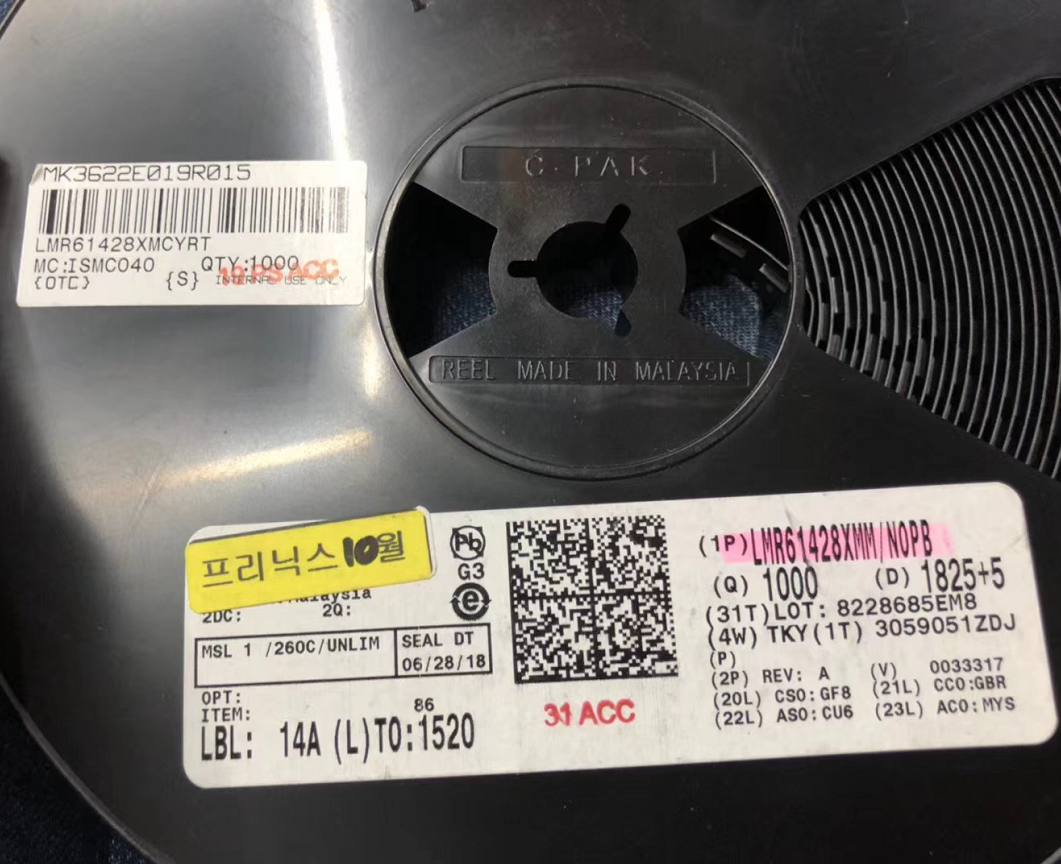 C-PAK
MK3622E019R015
LMR61428XMCYRT
MC:ISMC040 QTY:1000
{OTC} {S} INTERNAL USE ONLY
REEL MADE IN MALAYSIA
프리닉스 10월
Malaysia
2DC: 2Q:
MSL 1 /260C/UNLIM
SEAL DT
06/28/18
OPT:
ITEM: 86
LBL: 14A (L)TO:1520
Pb
G3
e
31 ACC
(1P)LMR61428XMM/NOPB
(Q) 1000 (D) 1825+5
(31T)LOT: 8228685EM8
(4W) TKY(1T) 3059051ZDJ
(P)
(2P) REV: A (V) 0033317
(20L) CSO:GF8 (21L) CCO:GBR
(22L) ASO:CU6 (23L) ACO:MYS